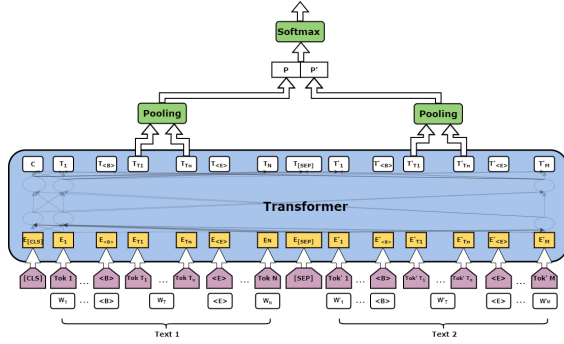 Softmax
P P'
Pooling Pooling
C T1 T<B> TT1 TTn T<E> TN T[SEP] T'1 T'<B> T'T1 T'Tn T'<E> T'M
Transformer
E[CLS] E1 E<B> ET1 ETn E<E> EN E[SEP] E'1 E'<B> E'T1 E'Tn E'<E> E'M
[CLS] Tok 1 ... <B> Tok T1 ... Tok Tn <E> ... Tok N [SEP] Tok' 1 ... <B> Tok' T1 ... Tok' Tn <E> ... Tok' M
W1 ... <B> WT <E> ... Wn W'1 ... <B> W'T <E> ... W'M
Text 1 Text 2